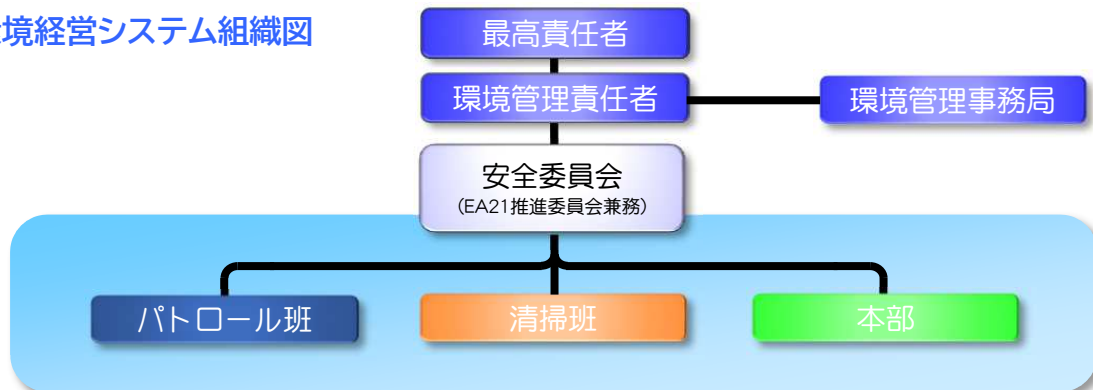 境経営システム組織図
最高責任者
環境管理責任者
環境管理事務局
安全委員会
(EA21推進委員会兼務)
パトロール班
清掃班
本部